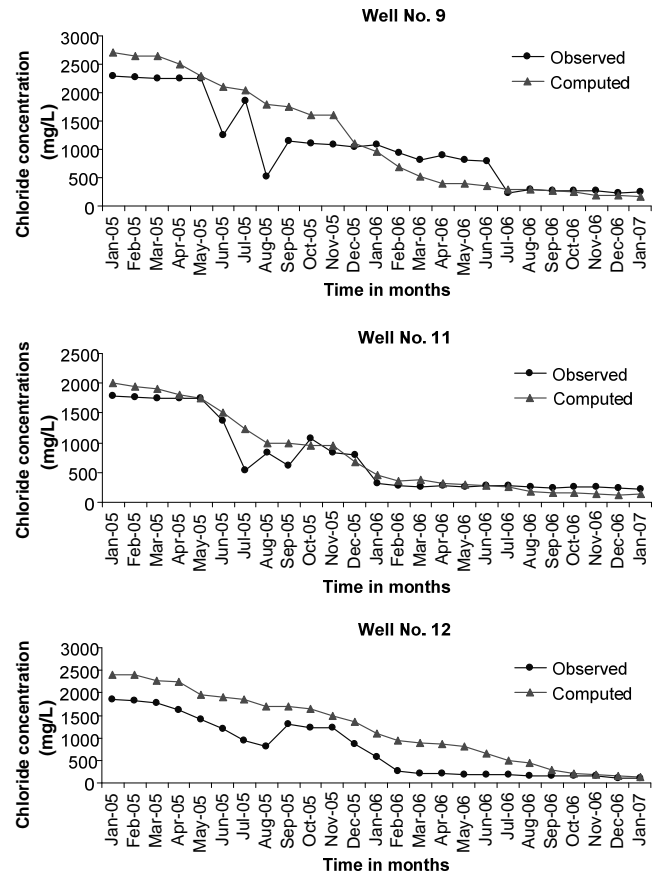 Well No. 9
Chloride concentration
(mg/L)
3000
2500
2000
1500
1000
500
0
Observed
Computed
Jan-05
Feb-05
Mar-05
Apr-05
May-05
Jun-05
Jul-05
Aug-05
Sep-05
Oct-05
Nov-05
Dec-05
Jan-06
Feb-06
Mar-06
Apr-06
May-06
Jun-06
Jul-06
Aug-06
Sep-06
Oct-06
Nov-06
Dec-06
Jan-07
Time in months
Well No. 11
Chloride concentrations
(mg/L)
2500
2000
1500
1000
500
0
Observed
Computed
Jan-05
Feb-05
Mar-05
Apr-05
May-05
Jun-05
Jul-05
Aug-05
Sep-05
Oct-05
Nov-05
Dec-05
Jan-06
Feb-06
Mar-06
Apr-06
May-06
Jun-06
Jul-06
Aug-06
Sep-06
Oct-06
Nov-06
Dec-06
Jan-07
Time in months
Well No. 12
Chloride concentration
(mg/L)
3000
2500
2000
1500
1000
500
0
Observed
Computed
Jan-05
Feb-05
Mar-05
Apr-05
May-05
Jun-05
Jul-05
Aug-05
Sep-05
Oct-05
Nov-05
Dec-05
Jan-06
Feb-06
Mar-06
Apr-06
May-06
Jun-06
Jul-06
Aug-06
Sep-06
Oct-06
Nov-06
Dec-06
Jan-07
Time in months